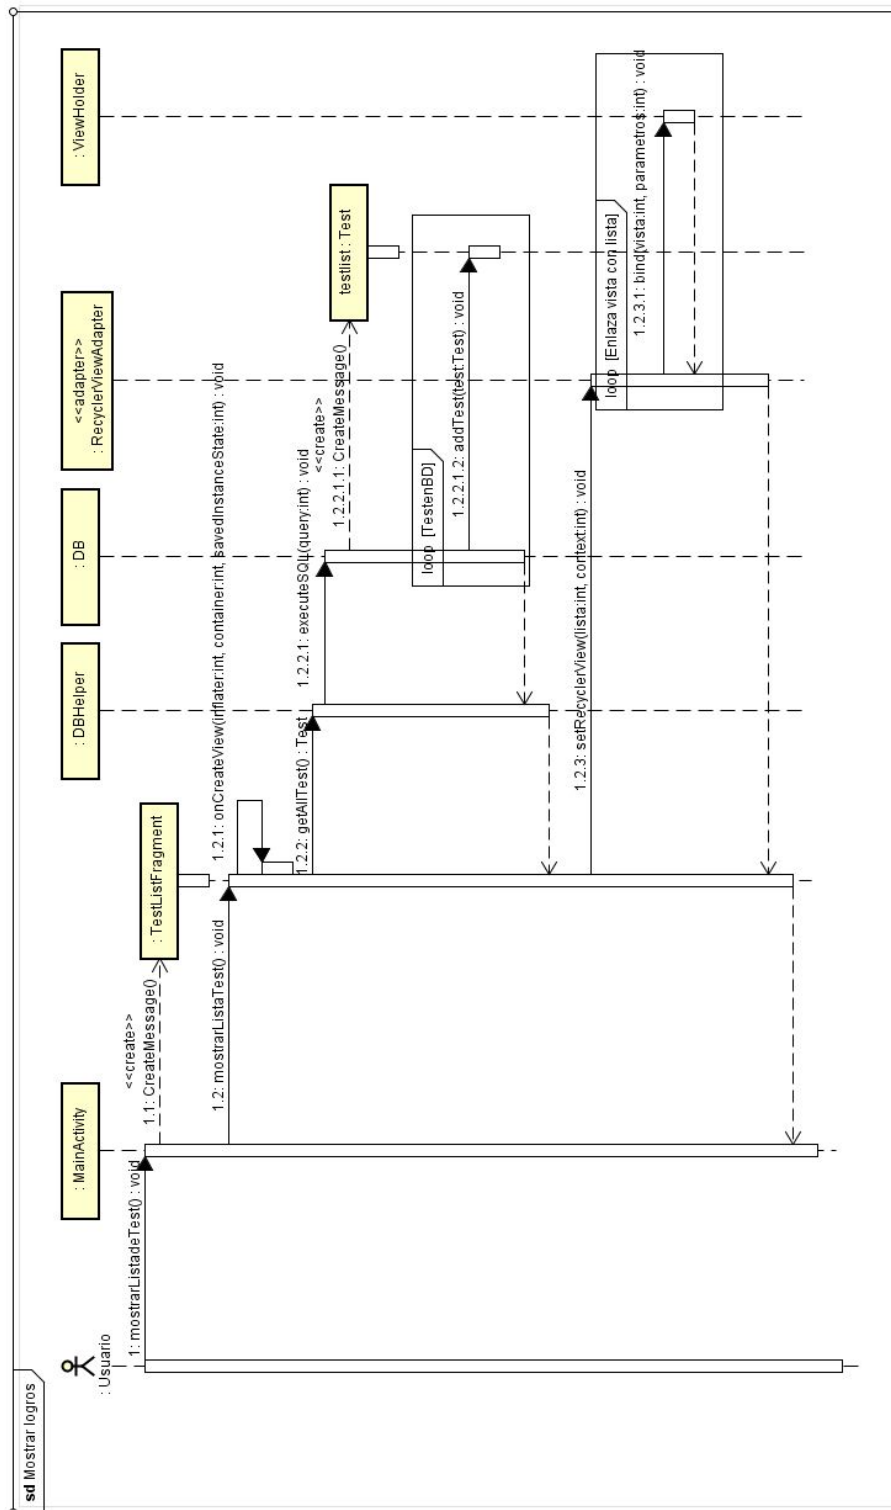 sd Mostrar logros
: Usuario
: MainActivity
: TestListFragment
: DBHelper
: DB
<<adapter>>
: RecyclerViewAdapter
testlist : Test
: ViewHolder
1: mostrarListadeTest() : void
<<create>>
1.1: CreateMessage()
1.2: mostrarListaTest() : void
1.2.1: onCreateView(inflater:int, container:int, savedInstanceState:int) : void
1.2.2: getAllTest() : Test
1.2.2.1: executeSQL(query:int) : void
<<create>>
1.2.2.1.1: CreateMessage()
loop [TestenBD]
1.2.2.1.2: addTest(test:Test) : void
1.2.3: setRecyclerView(lista:int, context:int) : void
loop [Enlaza vista con lista]
1.2.3.1: bind(vista:int, parametros:int) : void